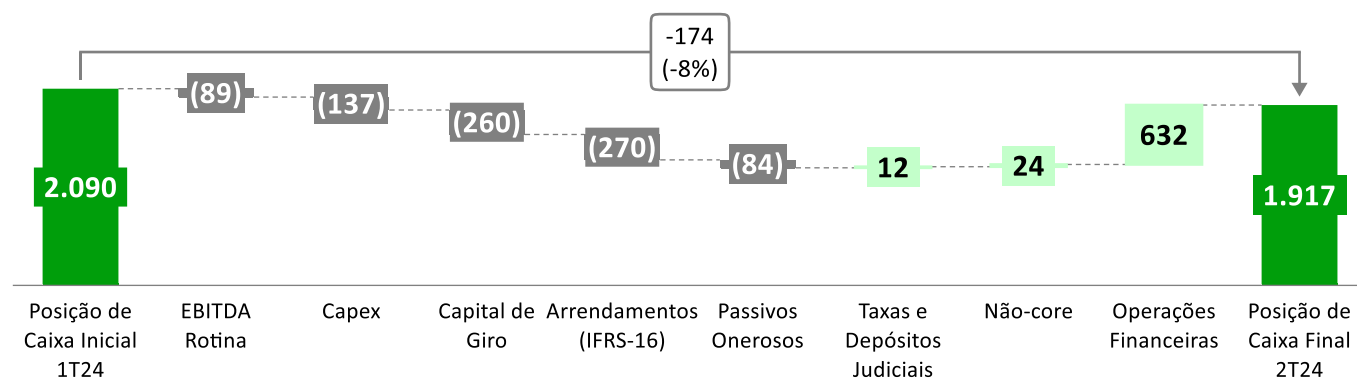 -174
(-8%)
2.090
(89)
(137)
(260)
(270)
(84)
12
24
632
1.917
Posição de
Caixa Inicial
1T24
EBITDA
Rotina
Capex
Capital de
Giro
Arrendamentos
(IFRS-16)
Passivos
Onerosos
Taxas e
Depósitos
Judiciais
Não-core
Operações
Financeiras
Posição de
Caixa Final
2T24